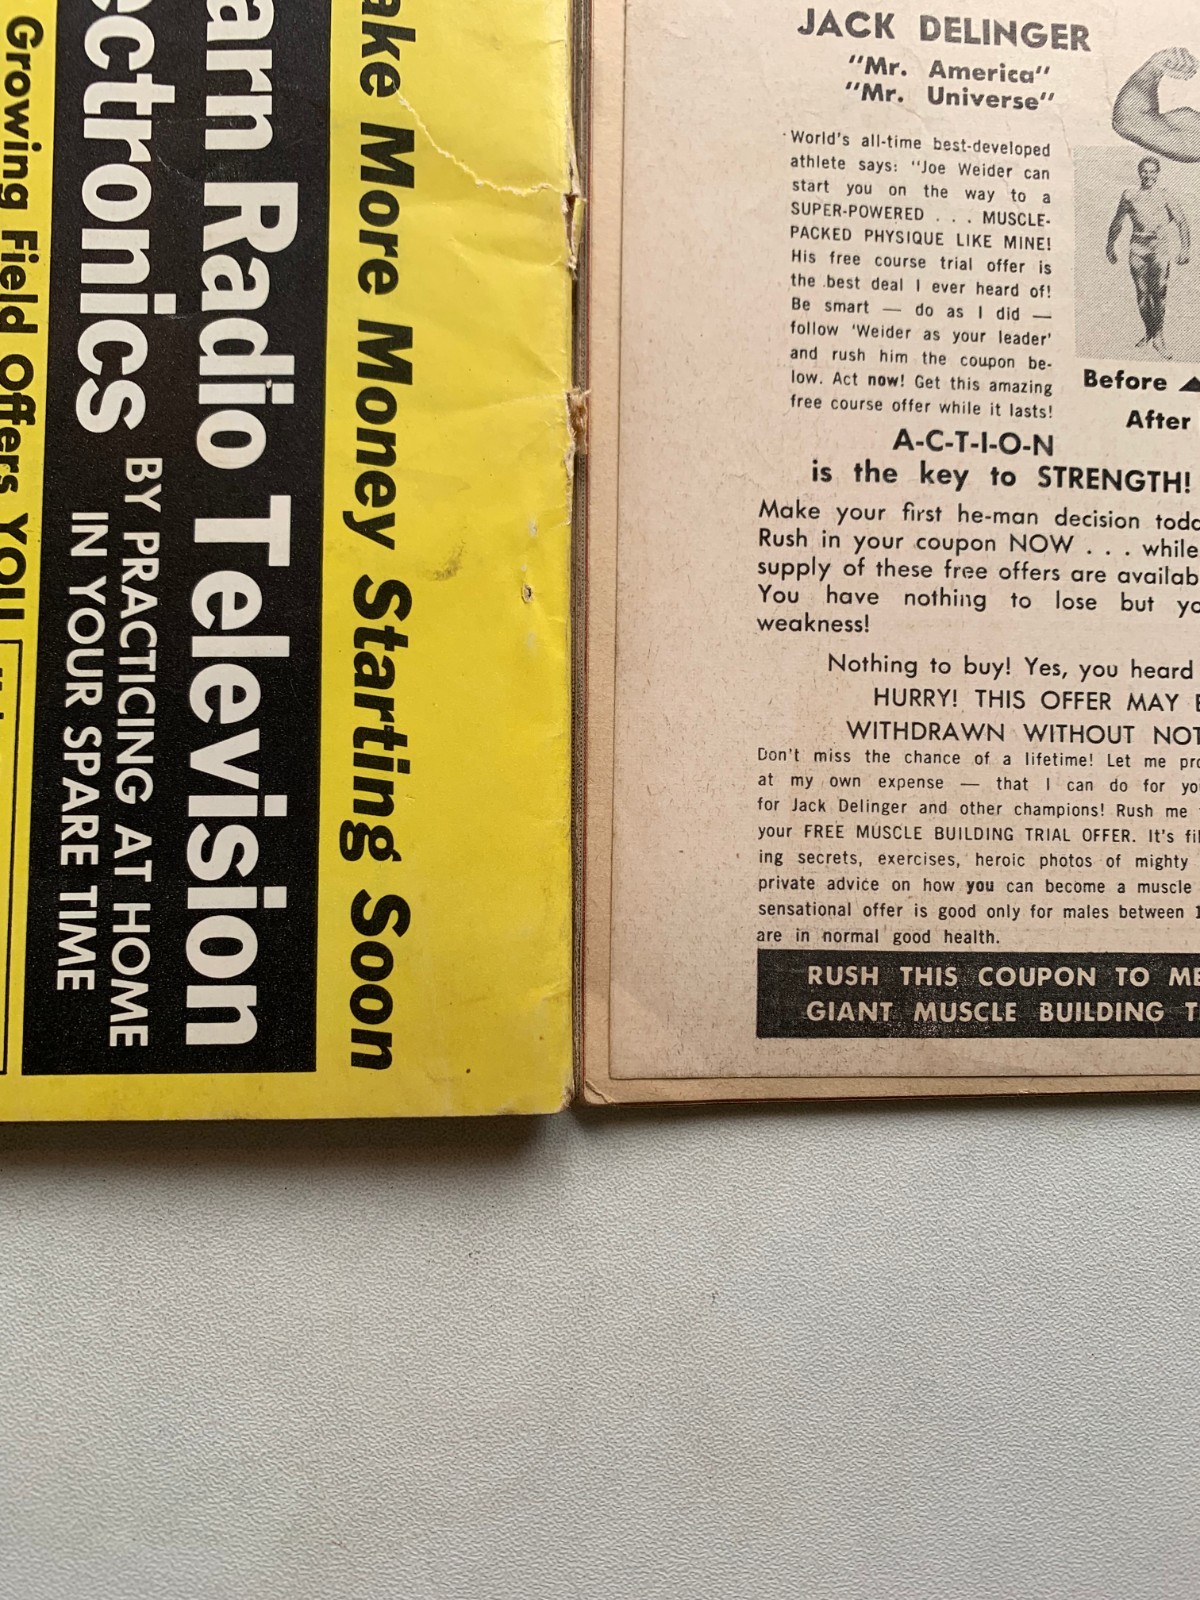 ake More Money Starting Soon
arn Radio Television
ectronics BY PRACTICING AT HOME
IN YOUR SPARE TIME
Growing Field Offers YOU
JACK DELINGER
"Mr. America"
"Mr. Universe"
World's all-time best-developed
athlete says: "Joe Weider can
start you on the way to a
SUPER-POWERED . . . MUSCLE-
PACKED PHYSIQUE LIKE MINE!
His free course trial offer is
the best deal I ever heard of!
Be smart — do as I did —
follow 'Weider as your leader'
and rush him the coupon be-
low. Act now! Get this amazing
free course offer while it lasts!
Before ▲
After
A-C-T-I-O-N
is the key to STRENGTH!
Make your first he-man decision toda
Rush in your coupon NOW . . . while
supply of these free offers are availab
You have nothing to lose but yo
weakness!
Nothing to buy! Yes, you heard
HURRY! THIS OFFER MAY B
WITHDRAWN WITHOUT NOT
Don't miss the chance of a lifetime! Let me pro
at my own expense — that I can do for yo
for Jack Delinger and other champions! Rush me
your FREE MUSCLE BUILDING TRIAL OFFER. It's fil
ing secrets, exercises, heroic photos of mighty
private advice on how you can become a muscle
sensational offer is good only for males between 1
are in normal good health.
RUSH THIS COUPON TO ME
GIANT MUSCLE BUILDING T